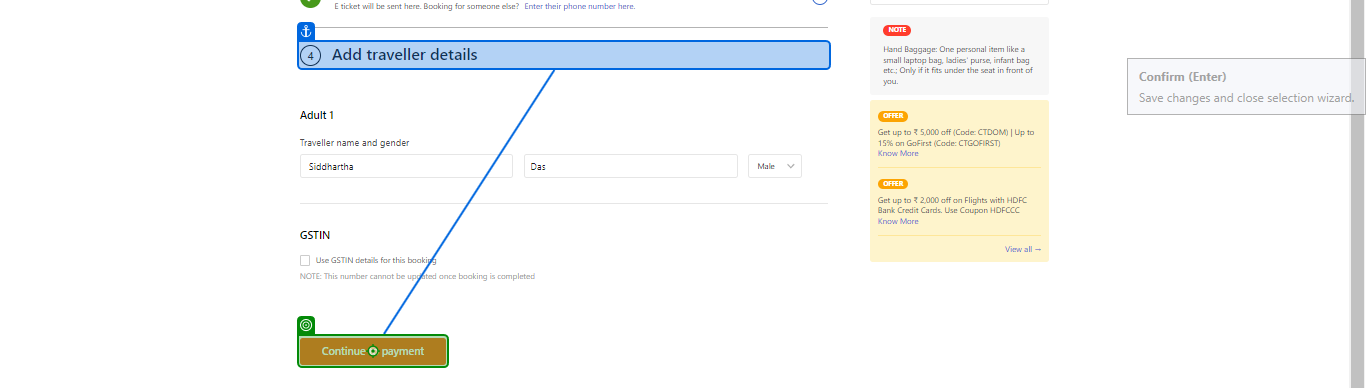 E ticket will be sent here. Booking for someone else? Enter their phone number here.
4 Add traveller details
Adult 1
Traveller name and gender
Siddhartha
Das
Male
GSTIN
Use GSTIN details for this booking
NOTE: This number cannot be updated once booking is completed
Continue payment
NOTE
Hand Baggage: One personal item like a
small laptop bag, ladies' purse, infant bag
etc.; Only if it fits under the seat in front of
you.
OFFER
Get up to ₹ 5,000 off (Code: CTDOM) | Up to
15% on GoFirst (Code: CTGOFIRST)
Know More
OFFER
Get up to ₹ 2,000 off on Flights with HDFC
Bank Credit Cards. Use Coupon HDFCCC
Know More
View all →
Confirm (Enter)
Save changes and close selection wizard.